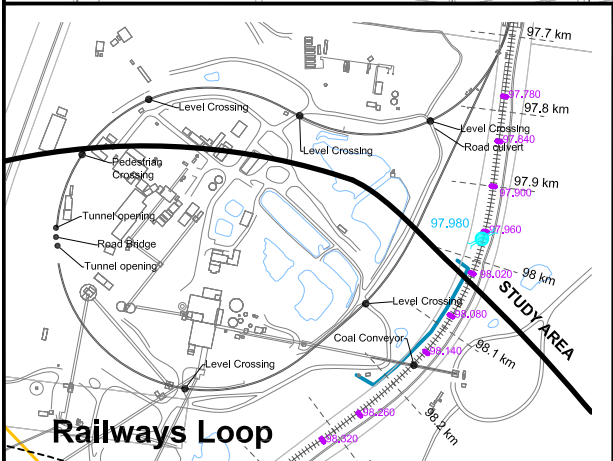 97.7 km
97.780
97.8 km
Level Crossing
Level Crossing
Level Crossing
Road culvert
97.840
Pedestrian
Crossing
97.9 km
97.900
Tunnel opening
Road Bridge
Tunnel opening
97.980
97.960
98 km
98.020
STUDY AREA
Level Crossing
98.080
Coal Conveyor
98.1 km
98.140
Level Crossing
98.2 km
98.260
Railways Loop
98.320